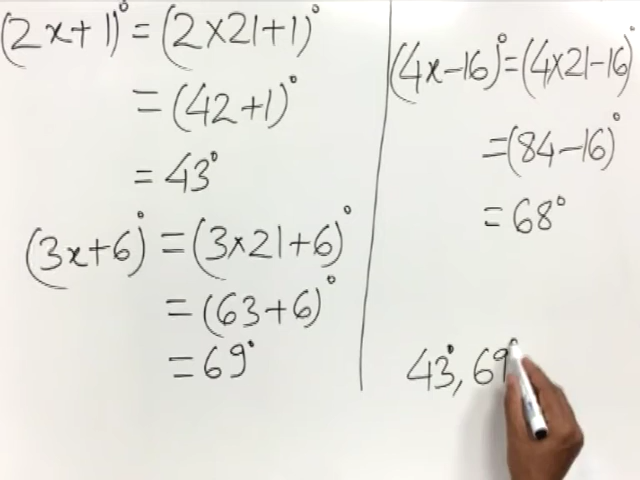 (2x+1)° = (2×21+1)°
= (42+1)°
= 43°
(3x+6)° = (3×21+6)°
= (63+6)°
= 69°
(4x-16)° = (4×21-16)°
= (84-16)°
= 68°
43°, 69°